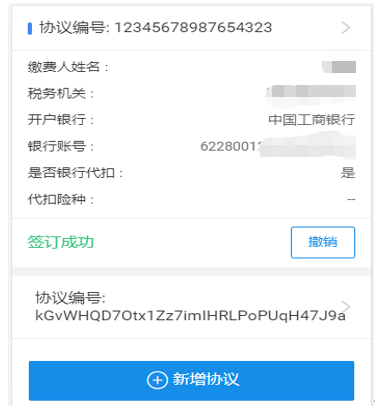 协议编号: 12345678987654323
缴费人姓名 :
税务机关 :
开户银行 : 中国工商银行
银行账号 : 6228001
是否银行代扣 : 是
代扣险种 : --
签订成功 撤销
协议编号:
kGvWHQD7Otx1Zz7imIHRLPoPUqH47J9a
新增协议